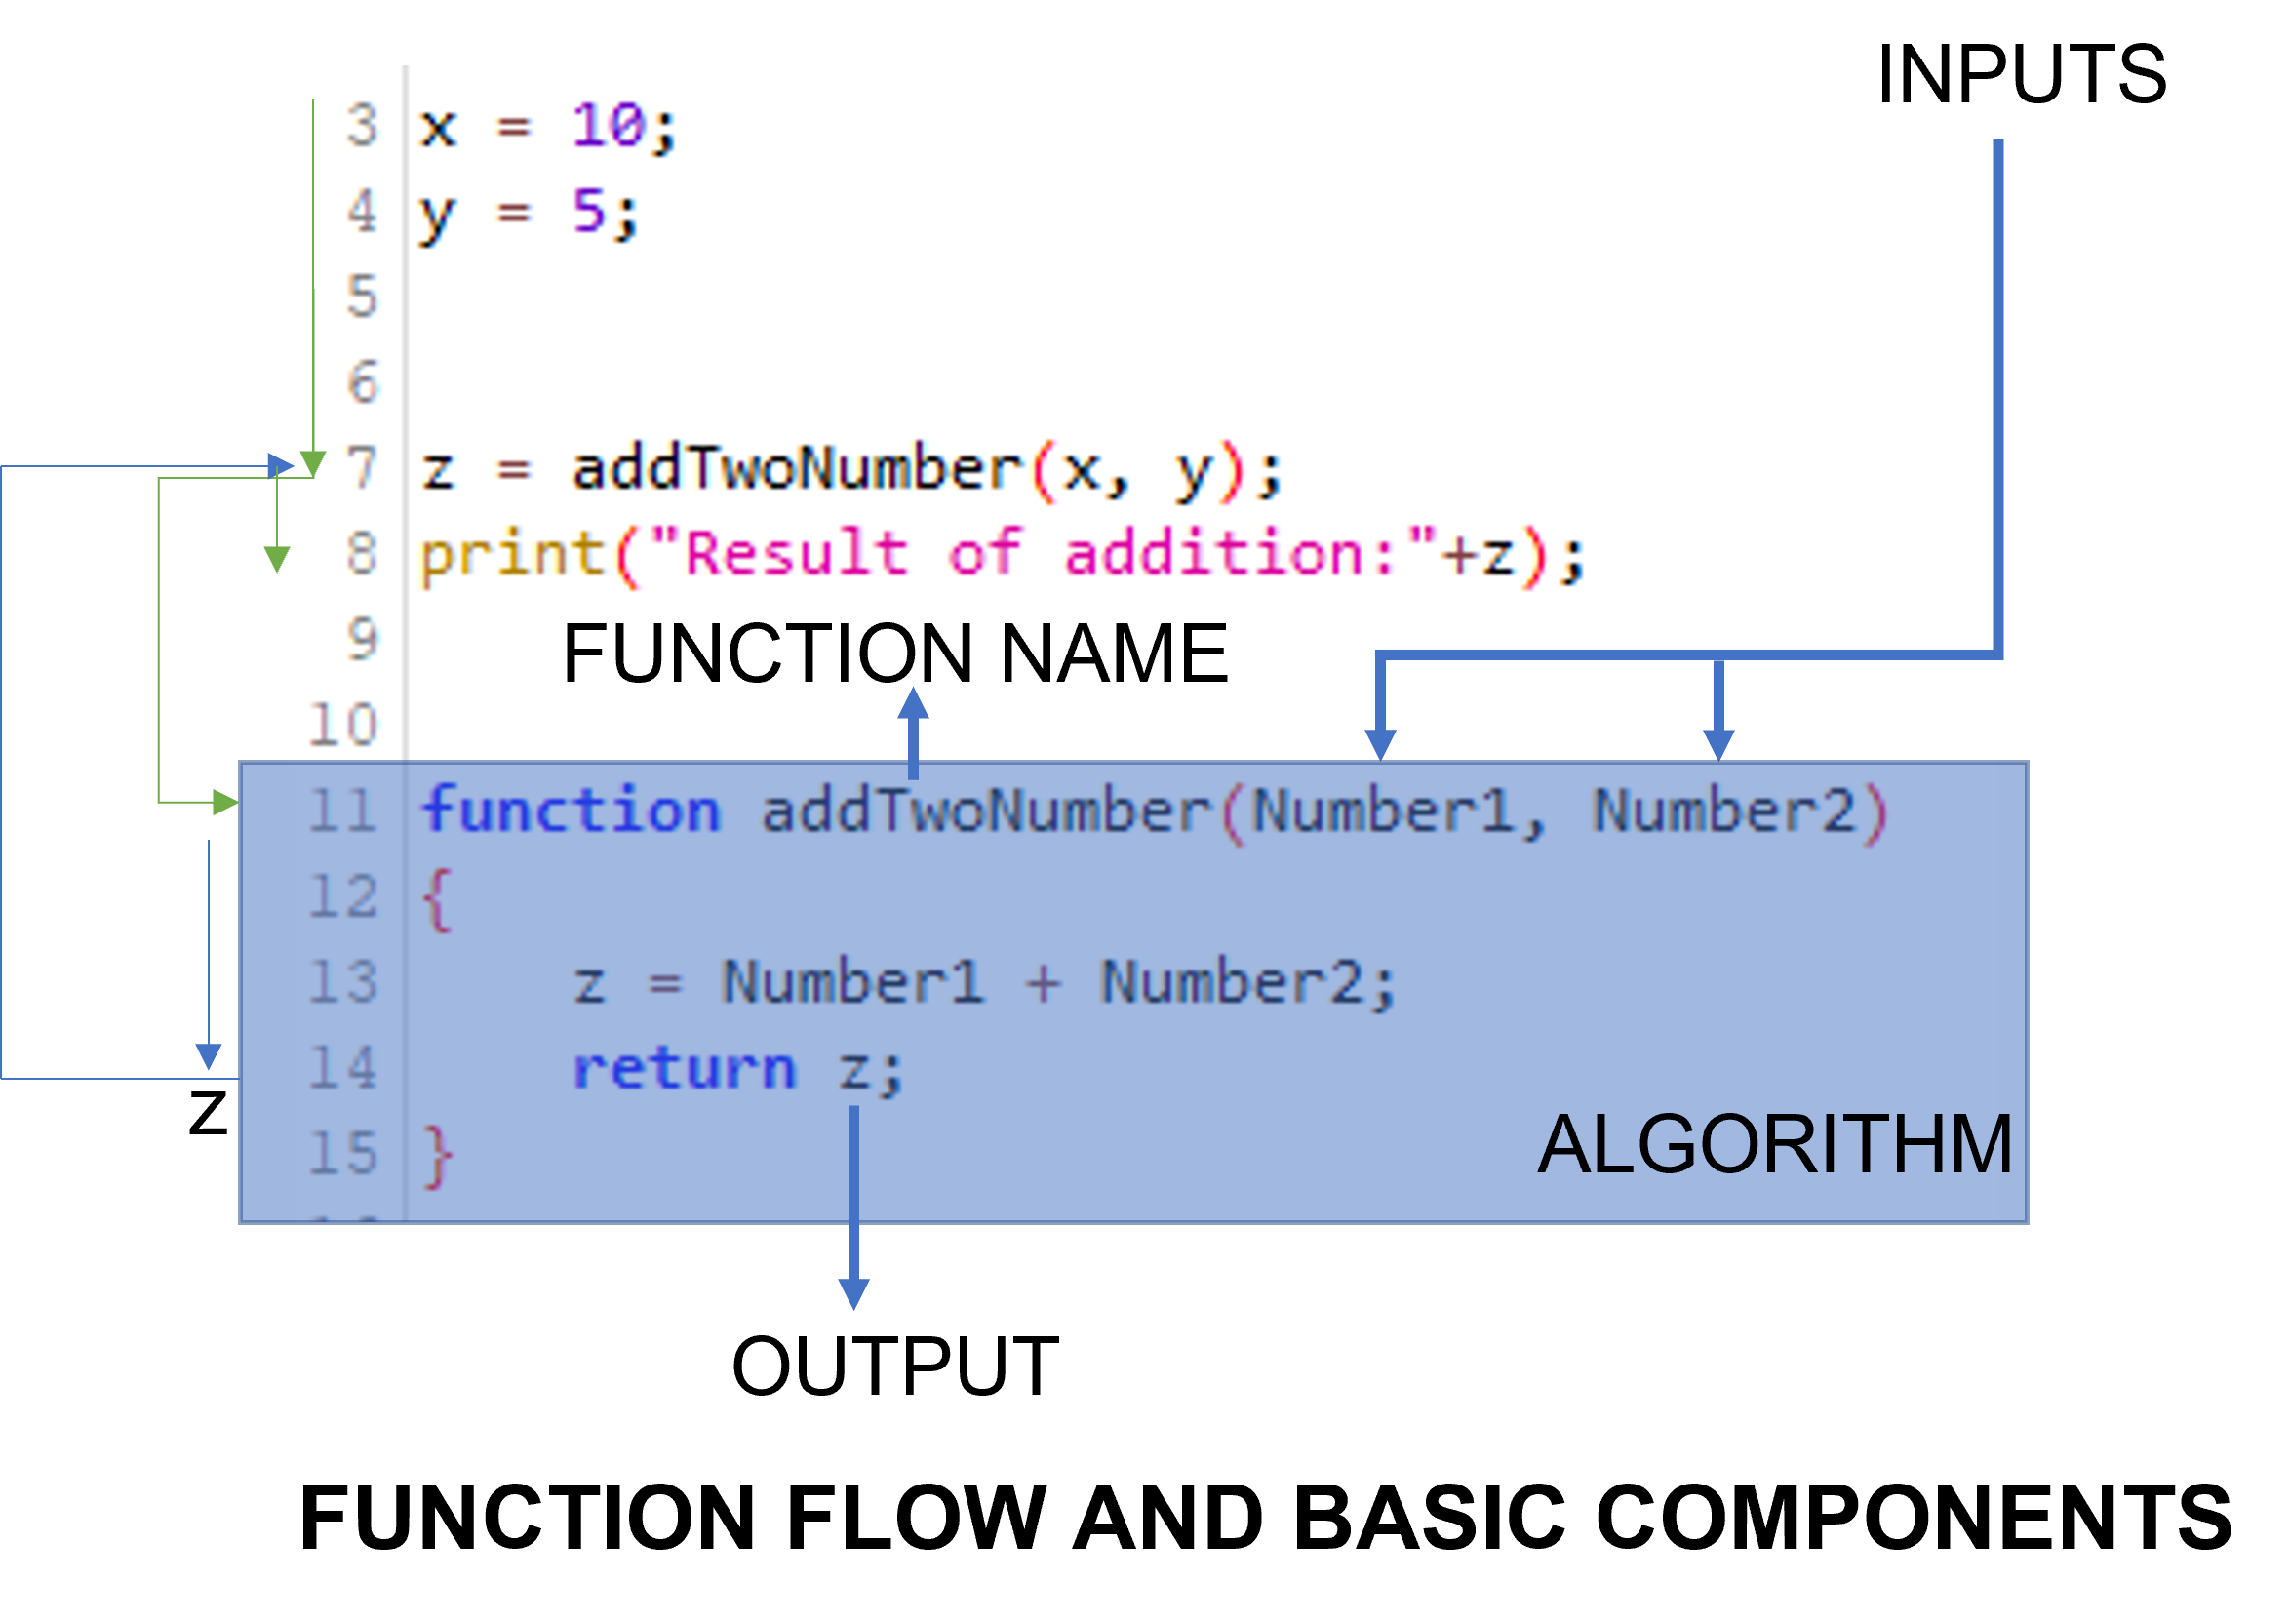 INPUTS
3 x = 10;
4 y = 5;
5
6
7 z = addTwoNumber(x, y);
8 print("Result of addition:"+z);
9
FUNCTION NAME
10
11 function addTwoNumber(Number1, Number2)
12 {
13 z = Number1 + Number2;
14 return z;
z
15 }
ALGORITHM
OUTPUT
FUNCTION FLOW AND BASIC COMPONENTS